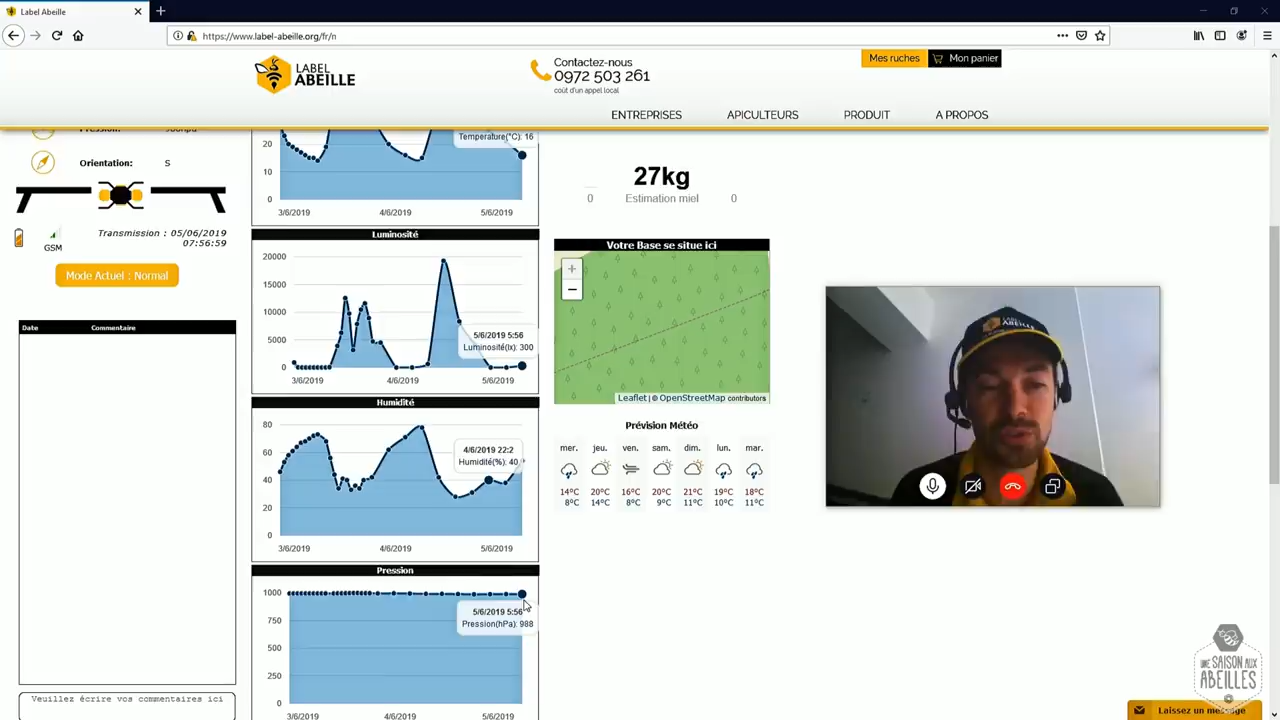 Label Abeille
https://www.label-abeille.org/fr/n
LABEL
ABEILLE
Contactez-nous
0972 503 261
coût d'un appel local
Mes ruches
Mon panier
ENTREPRISES
APICULTEURS
PRODUIT
A PROPOS
Orientation: S
GSM
Transmission : 05/06/2019
07:56:59
Mode Actuel : Normal
Date
Commentaire
Veuillez écrire vos commentaires ici
Temperature(°C): 16
20
10
0
3/6/2019
4/6/2019
5/6/2019
Luminosité
20000
15000
10000
5000
0
5/6/2019 5:56
Luminosité(lx): 300
3/6/2019
4/6/2019
5/6/2019
Humidité
80
60
40
20
0
4/6/2019 22:2
Humidité(%): 40
3/6/2019
4/6/2019
5/6/2019
Pression
1000
750
500
250
0
5/6/2019 5:56
Pression(hPa): 988
3/6/2019
4/6/2019
5/6/2019
27kg
0
Estimation miel
0
Votre Base se situe ici
+
−
Leaflet | © OpenStreetMap contributors
Prévision Météo
mer. jeu. ven. sam. dim. lun. mar.
14°C 20°C 16°C 20°C 21°C 19°C 18°C
8°C 14°C 8°C 9°C 11°C 10°C 11°C
LABEL
ABEILLE
UNE
SAISON AUX
ABEILLES
Laissez un message